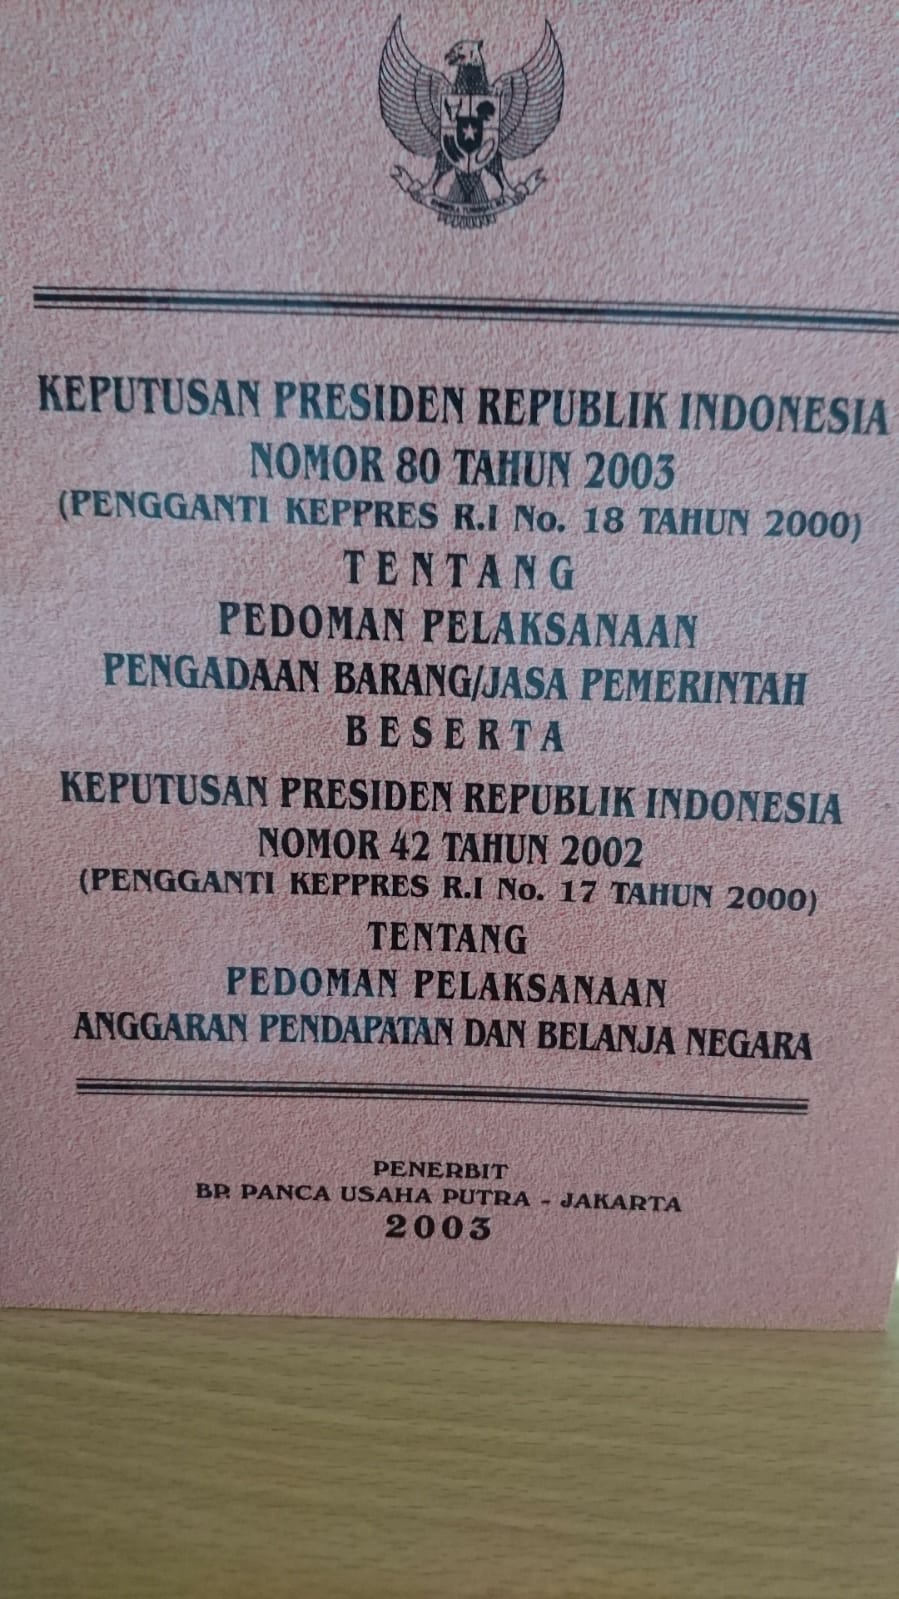 KEPUTUSAN PRESIDEN REPUBLIK INDONESIA
NOMOR 80 TAHUN 2003
(PENGGANTI KEPPRES R.I No. 18 TAHUN 2000)
TENTANG
PEDOMAN PELAKSANAAN
PENGADAAN BARANG/JASA PEMERINTAH
BESERTA
KEPUTUSAN PRESIDEN REPUBLIK INDONESIA
NOMOR 42 TAHUN 2002
(PENGGANTI KEPPRES R.I No. 17 TAHUN 2000)
TENTANG
PEDOMAN PELAKSANAAN
ANGGARAN PENDAPATAN DAN BELANJA NEGARA
PENERBIT
BP. PANCA USAHA PUTRA - JAKARTA
2003